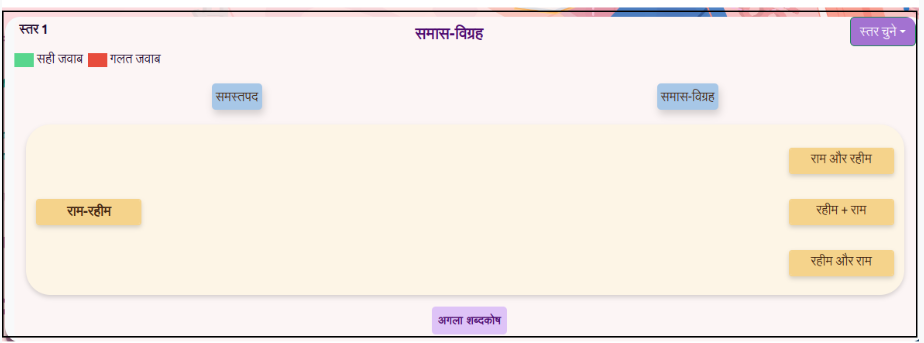 स्तर 1
समास-विग्रह
स्तर चुने
सही जवाब गलत जवाब
समस्तपद
समास-विग्रह
राम और रहीम
राम-रहीम
रहीम + राम
रहीम और राम
अगला शब्दकोष